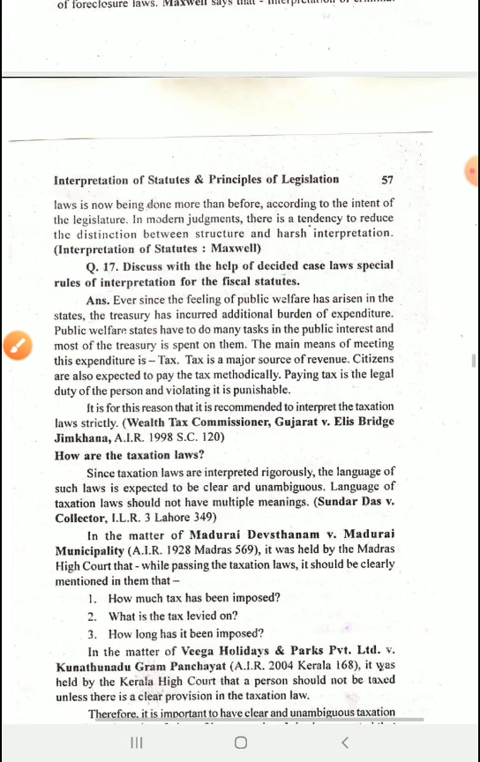 of foreclosure laws. Maxwell says that -
Interpretation of Statutes & Principles of Legislation 57
laws is now being done more than before, according to the intent of
the legislature. In modern judgments, there is a tendency to reduce
the distinction between structure and harsh interpretation.
(Interpretation of Statutes : Maxwell)
Q. 17. Discuss with the help of decided case laws special
rules of interpretation for the fiscal statutes.
Ans. Ever since the feeling of public welfare has arisen in the
states, the treasury has incurred additional burden of expenditure.
Public welfare states have to do many tasks in the public interest and
most of the treasury is spent on them. The main means of meeting
this expenditure is – Tax. Tax is a major source of revenue. Citizens
are also expected to pay the tax methodically. Paying tax is the legal
duty of the person and violating it is punishable.
It is for this reason that it is recommended to interpret the taxation
laws strictly. (Wealth Tax Commissioner, Gujarat v. Elis Bridge
Jimkhana, A.I.R. 1998 S.C. 120)
How are the taxation laws?
Since taxation laws are interpreted rigorously, the language of
such laws is expected to be clear and unambiguous. Language of
taxation laws should not have multiple meanings. (Sundar Das v.
Collector, I.L.R. 3 Lahore 349)
In the matter of Madurai Devsthanam v. Madurai
Municipality (A.I.R. 1928 Madras 569), it was held by the Madras
High Court that - while passing the taxation laws, it should be clearly
mentioned in them that –
1. How much tax has been imposed?
2. What is the tax levied on?
3. How long has it been imposed?
In the matter of Veega Holidays & Parks Pvt. Ltd. v.
Kunathunadu Gram Panchayat (A.I.R. 2004 Kerala 168), it was
held by the Kerala High Court that a person should not be taxed
unless there is a clear provision in the taxation law.
Therefore, it is important to have clear and unambiguous taxation